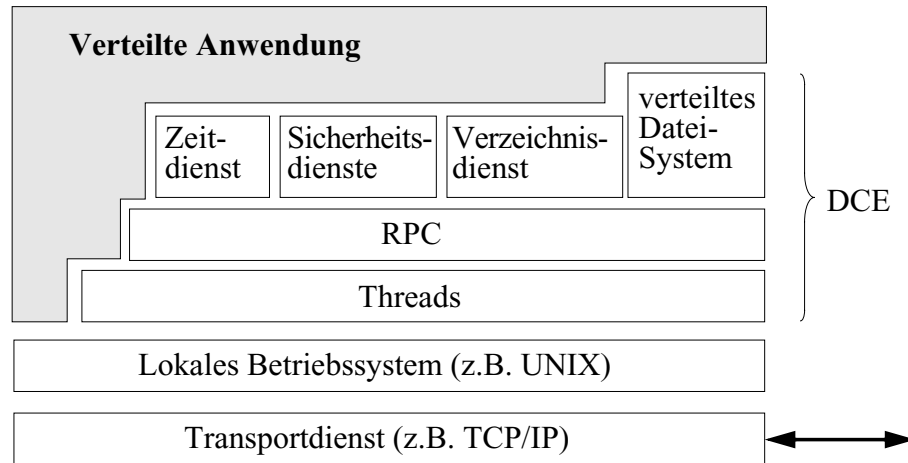 Verteilte Anwendung
verteiltes
Datei-
System
Zeit-
dienst
Sicherheits-
dienste
Verzeichnis-
dienst
DCE
RPC
Threads
Lokales Betriebssystem (z.B. UNIX)
Transportdienst (z.B. TCP/IP)